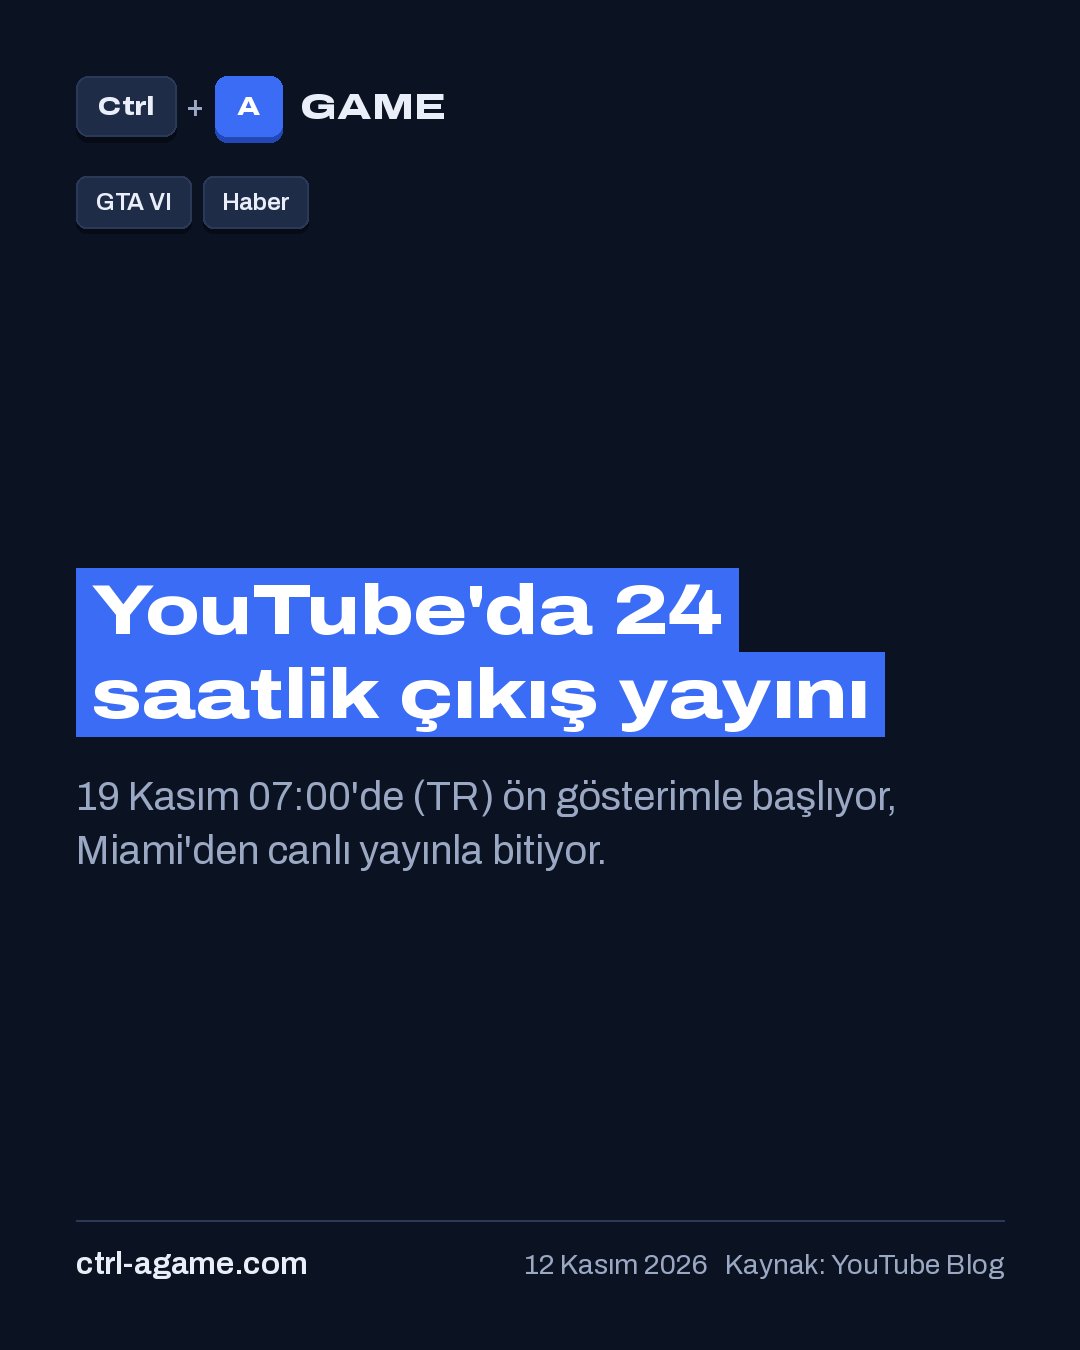 Ctrl + A GAME
GTA VI Haber
YouTube'da 24
saatlik çıkış yayını
19 Kasım 07:00'de (TR) ön gösterimle başlıyor,
Miami'den canlı yayınla bitiyor.
ctrl-agame.com 12 Kasım 2026 Kaynak: YouTube Blog